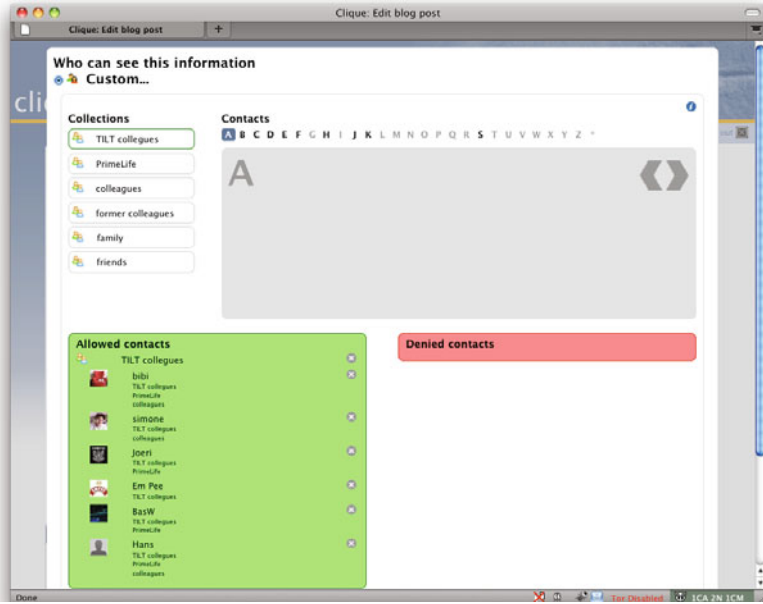 Clique: Edit blog post
Clique: Edit blog post
+
Who can see this information
Custom...
cli
Collections
TILT collegues
PrimeLife
colleagues
former colleagues
family
friends
Contacts
A B C D E F G H I J K L M N O P Q R S T U V W X Y Z *
A
Allowed contacts
TILT collegues
bibi
TILT collegues
PrimeLife
colleagues
simone
TILT collegues
colleagues
Joeri
TILT collegues
PrimeLife
Em Pee
TILT collegues
BasW
TILT collegues
PrimeLife
Hans
TILT collegues
PrimeLife
colleagues
Denied contacts
Done
Tor Disabled
1CA 2N 1CM